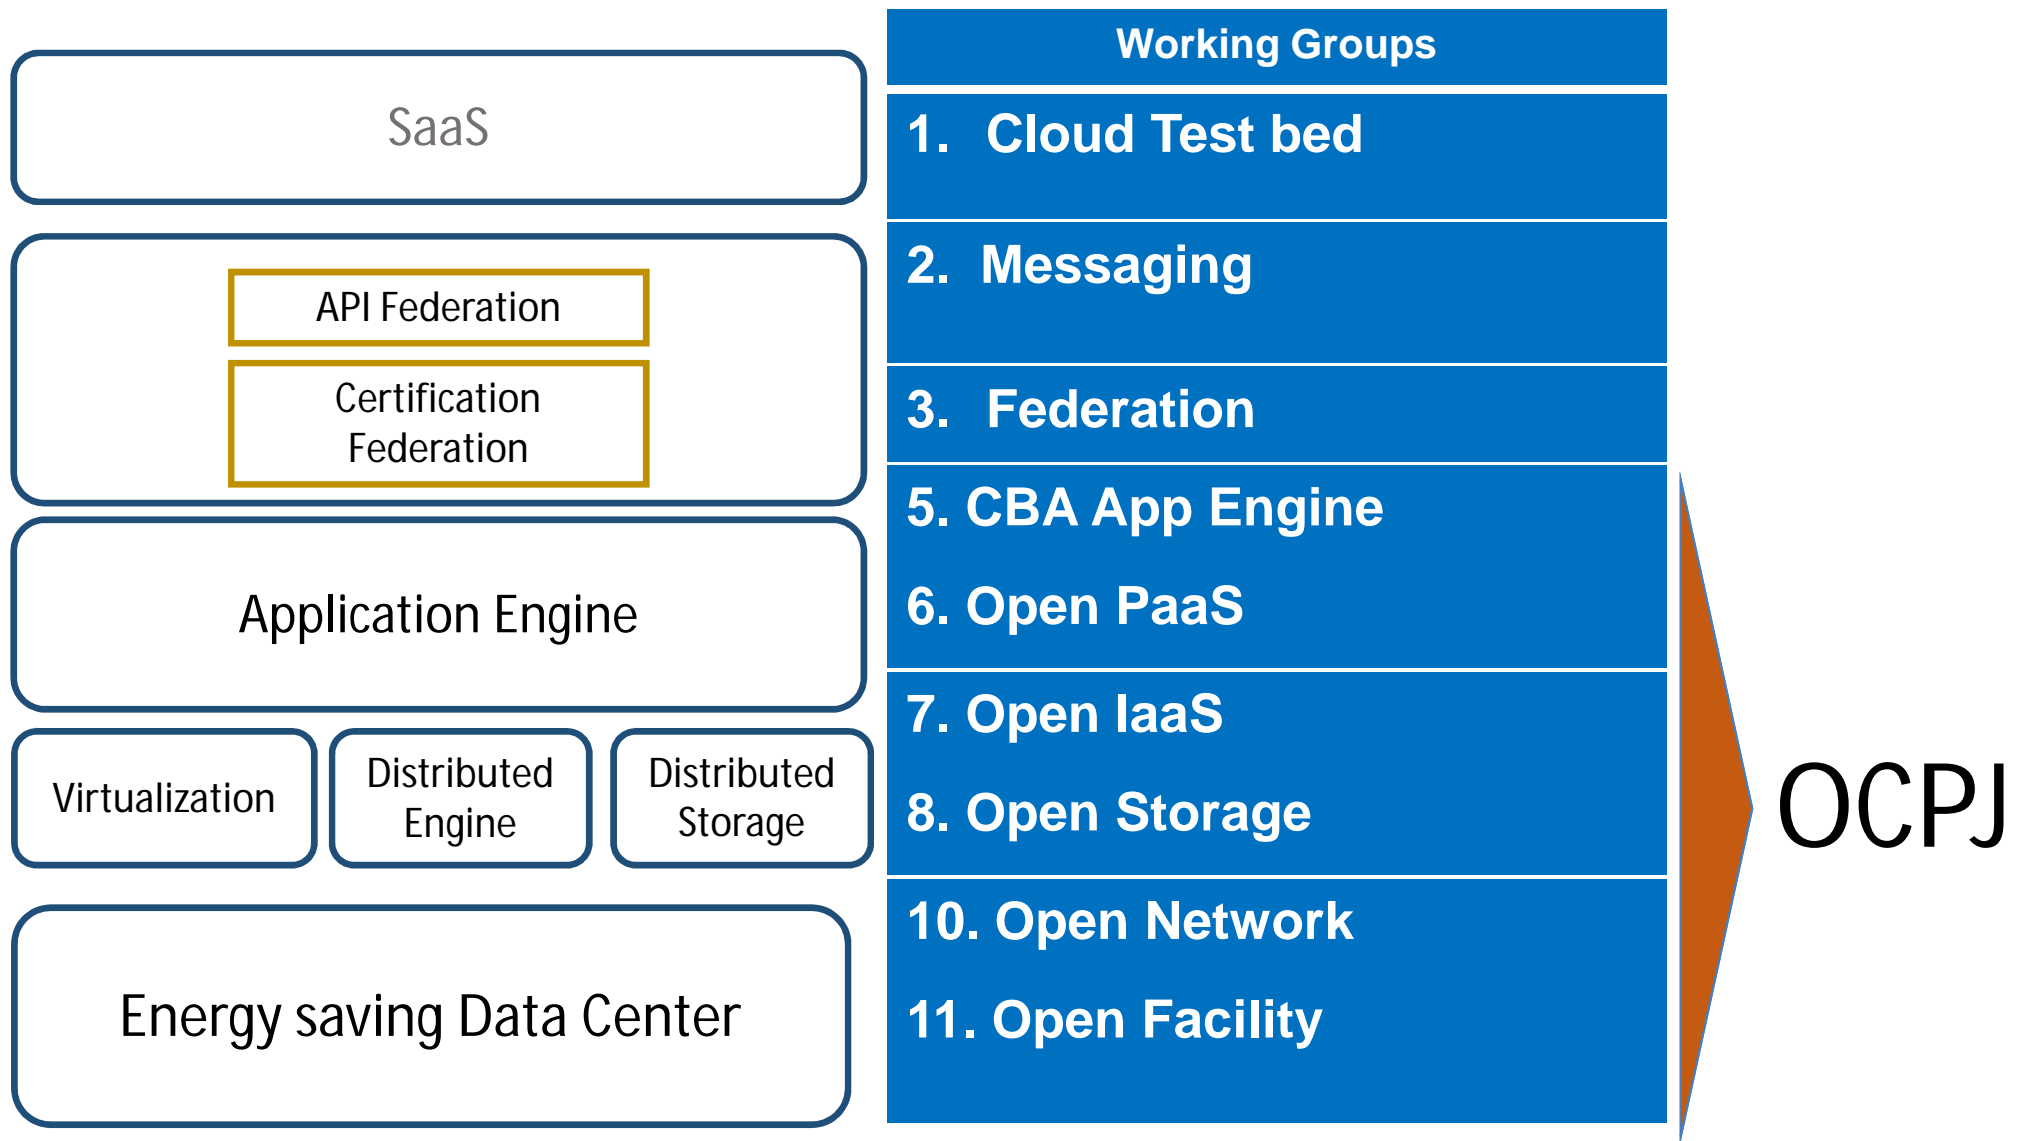 SaaS
API Federation
Certification
Federation
Application Engine
Virtualization
Distributed
Engine
Distributed
Storage
Energy saving Data Center
Working Groups
1. Cloud Test bed
2. Messaging
3. Federation
5. CBA App Engine
6. Open PaaS
7. Open IaaS
8. Open Storage
10. Open Network
11. Open Facility
OCPJ